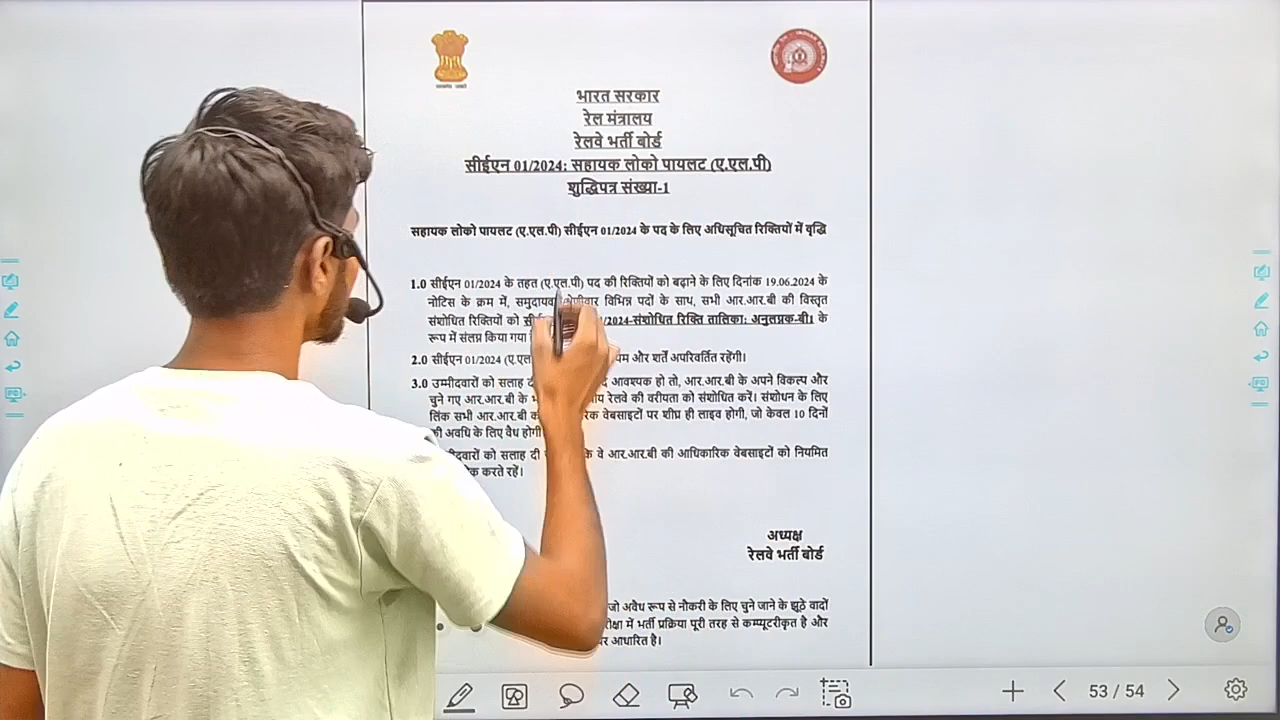 भारत सरकार
रेल मंत्रालय
रेलवे भर्ती बोर्ड
सीईएन 01/2024: सहायक लोको पायलट (ए.एल.पी)
शुद्धिपत्र संख्या-1
सहायक लोको पायलट (ए.एल.पी) सीईएन 01/2024 के पद के लिए अधिसूचित रिक्तियों में वृद्धि
1.0 सीईएन 01/2024 के तहत (ए.एल.पी) पद की रिक्तियों को बढ़ाने के लिए दिनांक 19.06.2024 के
नोटिस के क्रम में, विभिन्न पदों के साथ, सभी आर.आर.बी की विस्तृत
संशोधित रिक्तियों को /2024-संशोधित रिक्ति तालिका: अनुलग्नक-बी1 के
रूप में संलग्न किया गया
2.0 सीईएन 01/2024 (ए.एल और शर्तें अपरिवर्तित रहेंगी।
3.0 उम्मीदवारों को सलाह आवश्यक हो तो, आर.आर.बी के अपने विकल्प और
चुने गए आर.आर.बी के रेलवे की वरीयता को संशोधित करें। संशोधन के लिए
लिंक सभी आर.आर.बी वेबसाइटों पर शीघ्र ही लाइव होगी, जो केवल 10 दिनों
की अवधि के लिए वैध होगी
को सलाह दी कि वे आर.आर.बी की आधिकारिक वेबसाइटों को नियमित
करते रहें।
अध्यक्ष
रेलवे भर्ती बोर्ड
जो अवैध रूप से नौकरी के लिए चुने जाने के झूठे वादों
में भर्ती प्रक्रिया पूरी तरह से कम्प्यूटरीकृत है और
आधारित है।
53 / 54